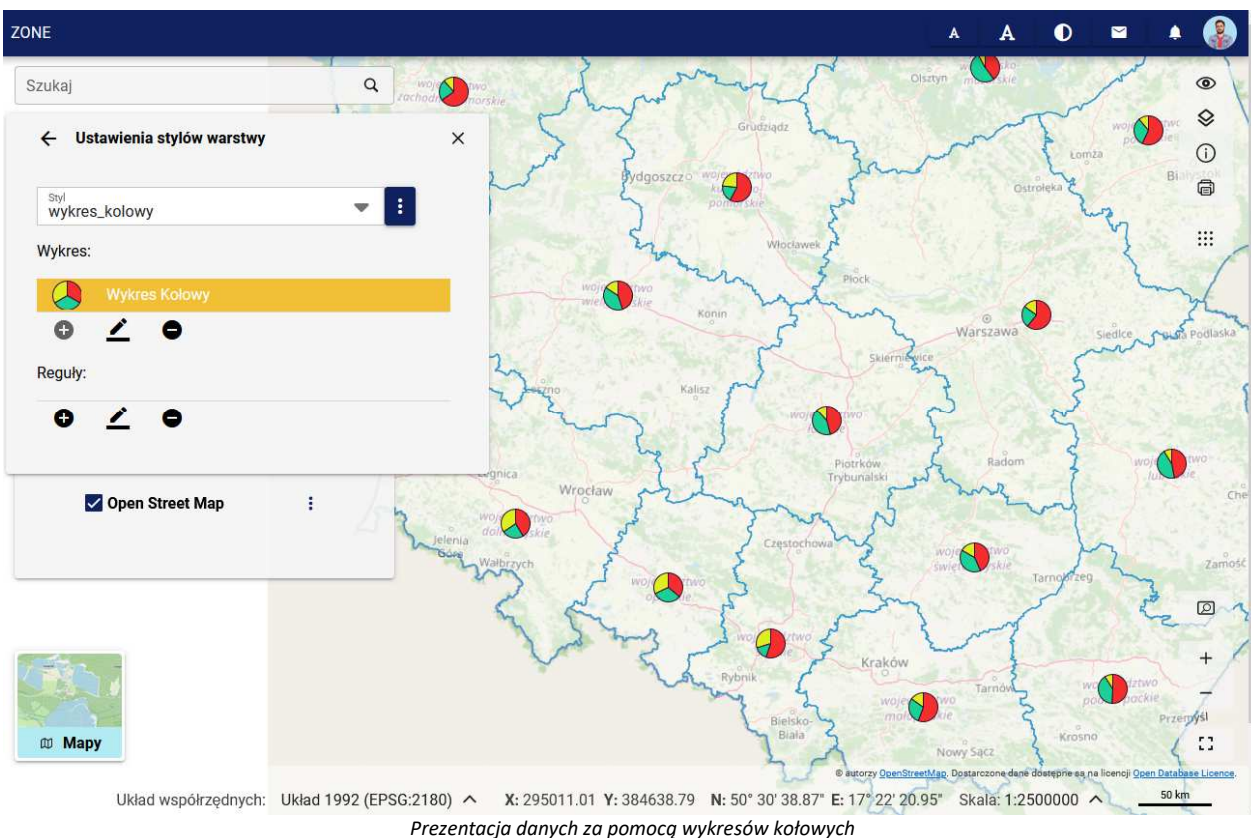 ZONE
A A
Szukaj
Ustawienia stylów warstwy
Styl
wykres_kolowy
Wykres:
Wykres Kołowy
Reguły:
Open Street Map
Mapy
Olsztyn
Grudziądz
Łomża
Bydgoszcz
Ostrołęka
pomorskie
Włocławek
Płock
Konin
Warszawa
Siedlce
Biała Podlaska
Skierniewice
Kalisz
Piotrków
Trybunalski
Radom
Wrocław
Jelenia
Góra
Wałbrzych
Częstochowa
Tarnobrzeg
Zamość
Kraków
Rybnik
Tarnów
Bielsko-
Biała
Przemyśl
Krosno
Nowy Sącz
© autorzy OpenStreetMap. Dostarczone dane dostępne są na licencji Open Database Licence.
Układ współrzędnych: Układ 1992 (EPSG:2180) X: 295011.01 Y: 384638.79 N: 50° 30' 38.87" E: 17° 22' 20.95" Skala: 1:2500000 50 km
Prezentacja danych za pomocą wykresów kołowych